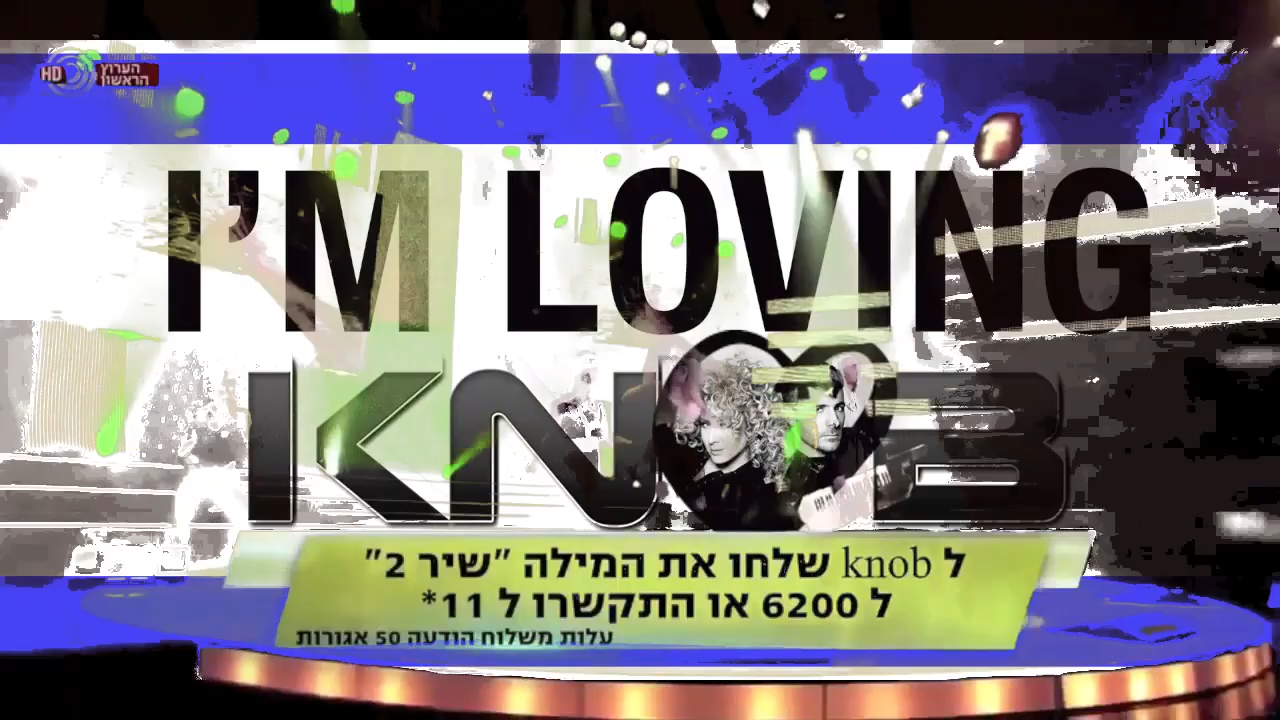 HD הערוץ
הראשון
I'M LOVING
KNOB
ל knob שלחו את המילה "שיר 2"
ל 6200 או התקשרו ל 11*
עלות משלוח הודעה 50 אגורות